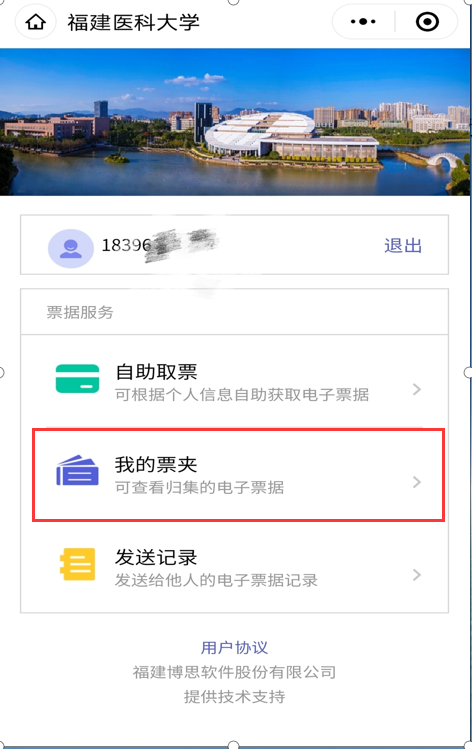 福建医科大学
18396
退出
票据服务
自助取票
可根据个人信息自助获取电子票据
我的票夹
可查看归集的电子票据
发送记录
发送给他人的电子票据记录
用户协议
福建博思软件股份有限公司
提供技术支持